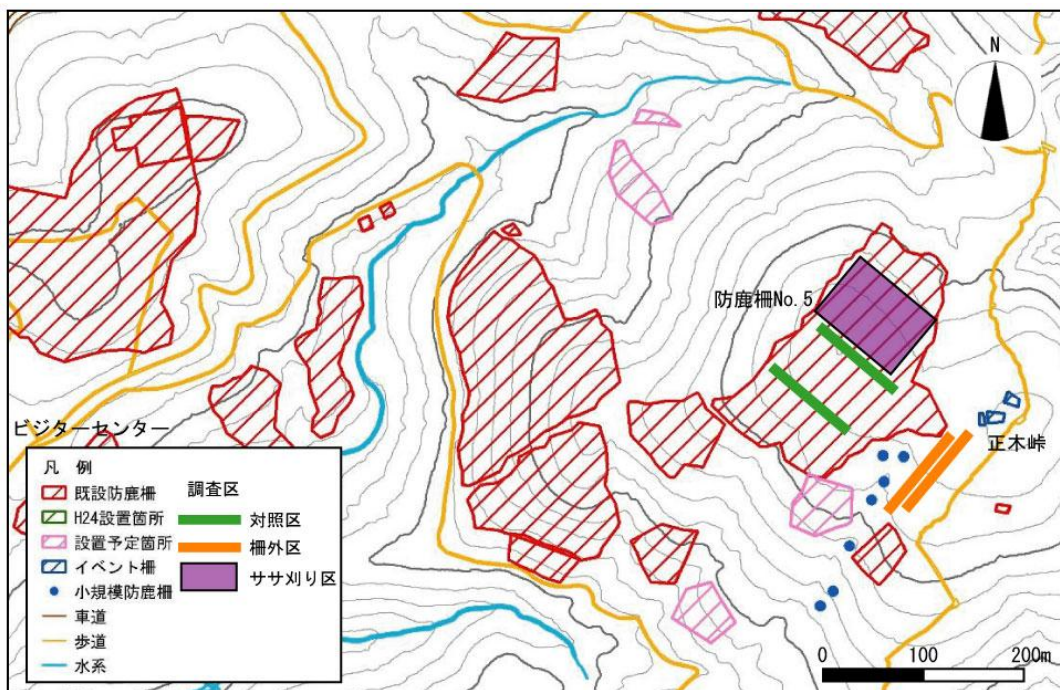 N
防鹿柵No.5
ビジターセンター
正木峠
凡 例
既設防鹿柵
H24設置箇所
設置予定箇所
イベント柵
小規模防鹿柵
車道
歩道
水系
調査区
対照区
柵外区
ササ刈り区
0 100 200m